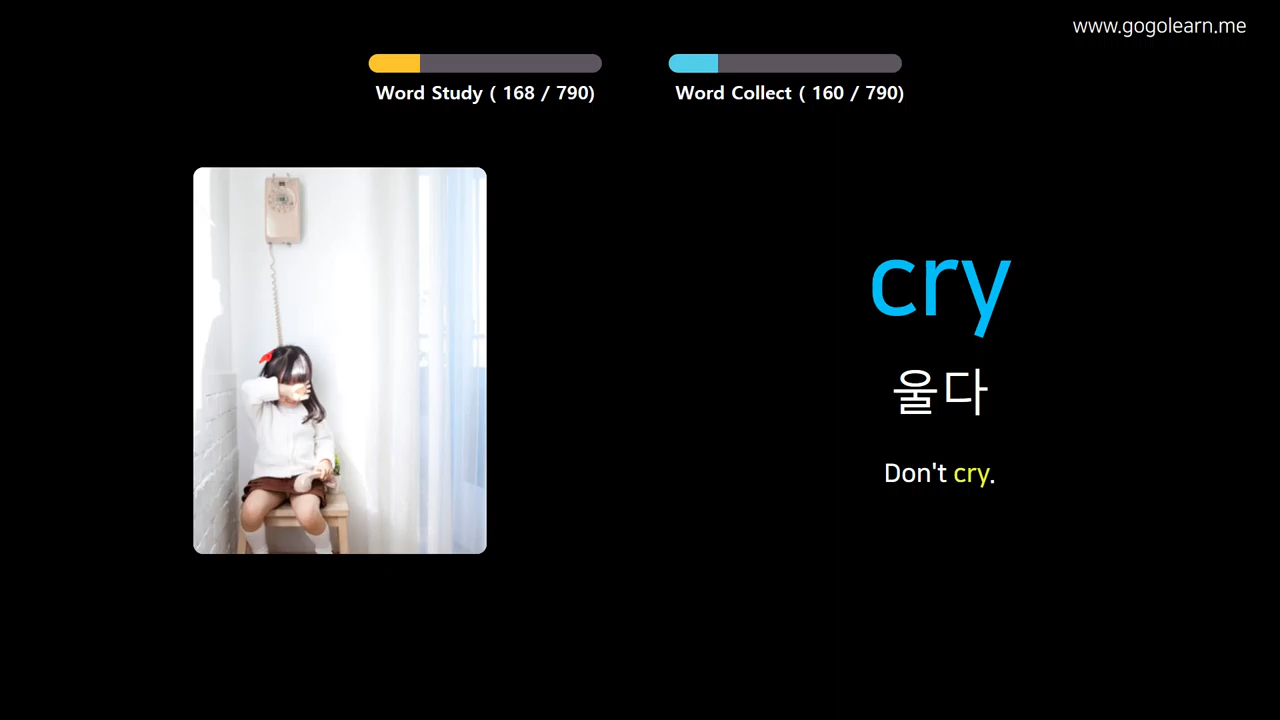 www.gogolearn.me
Word Study ( 168 / 790)
Word Collect ( 160 / 790)
cry
울다
Don't cry.